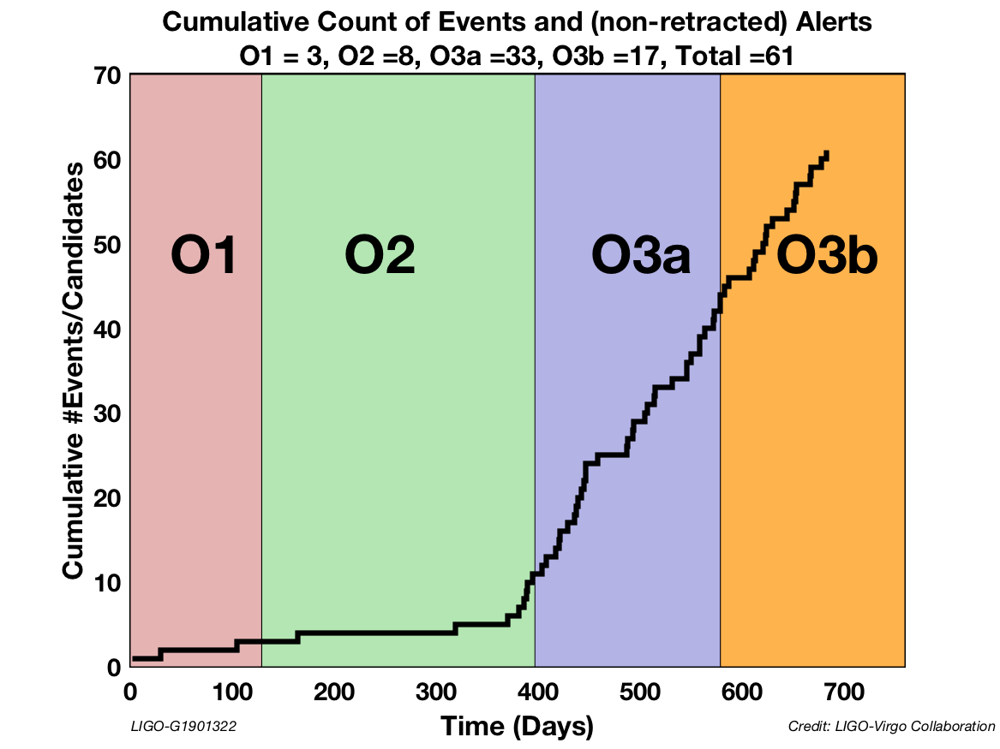 Cumulative Count of Events and (non-retracted) Alerts
O1 = 3, O2 =8, O3a =33, O3b =17, Total =61
Cumulative #Events/Candidates
70
60
50
40
30
20
10
0
O1
O2
O3a
O3b
0 100 200 300 400 500 600 700
Time (Days)
LIGO-G1901322
Credit: LIGO-Virgo Collaboration